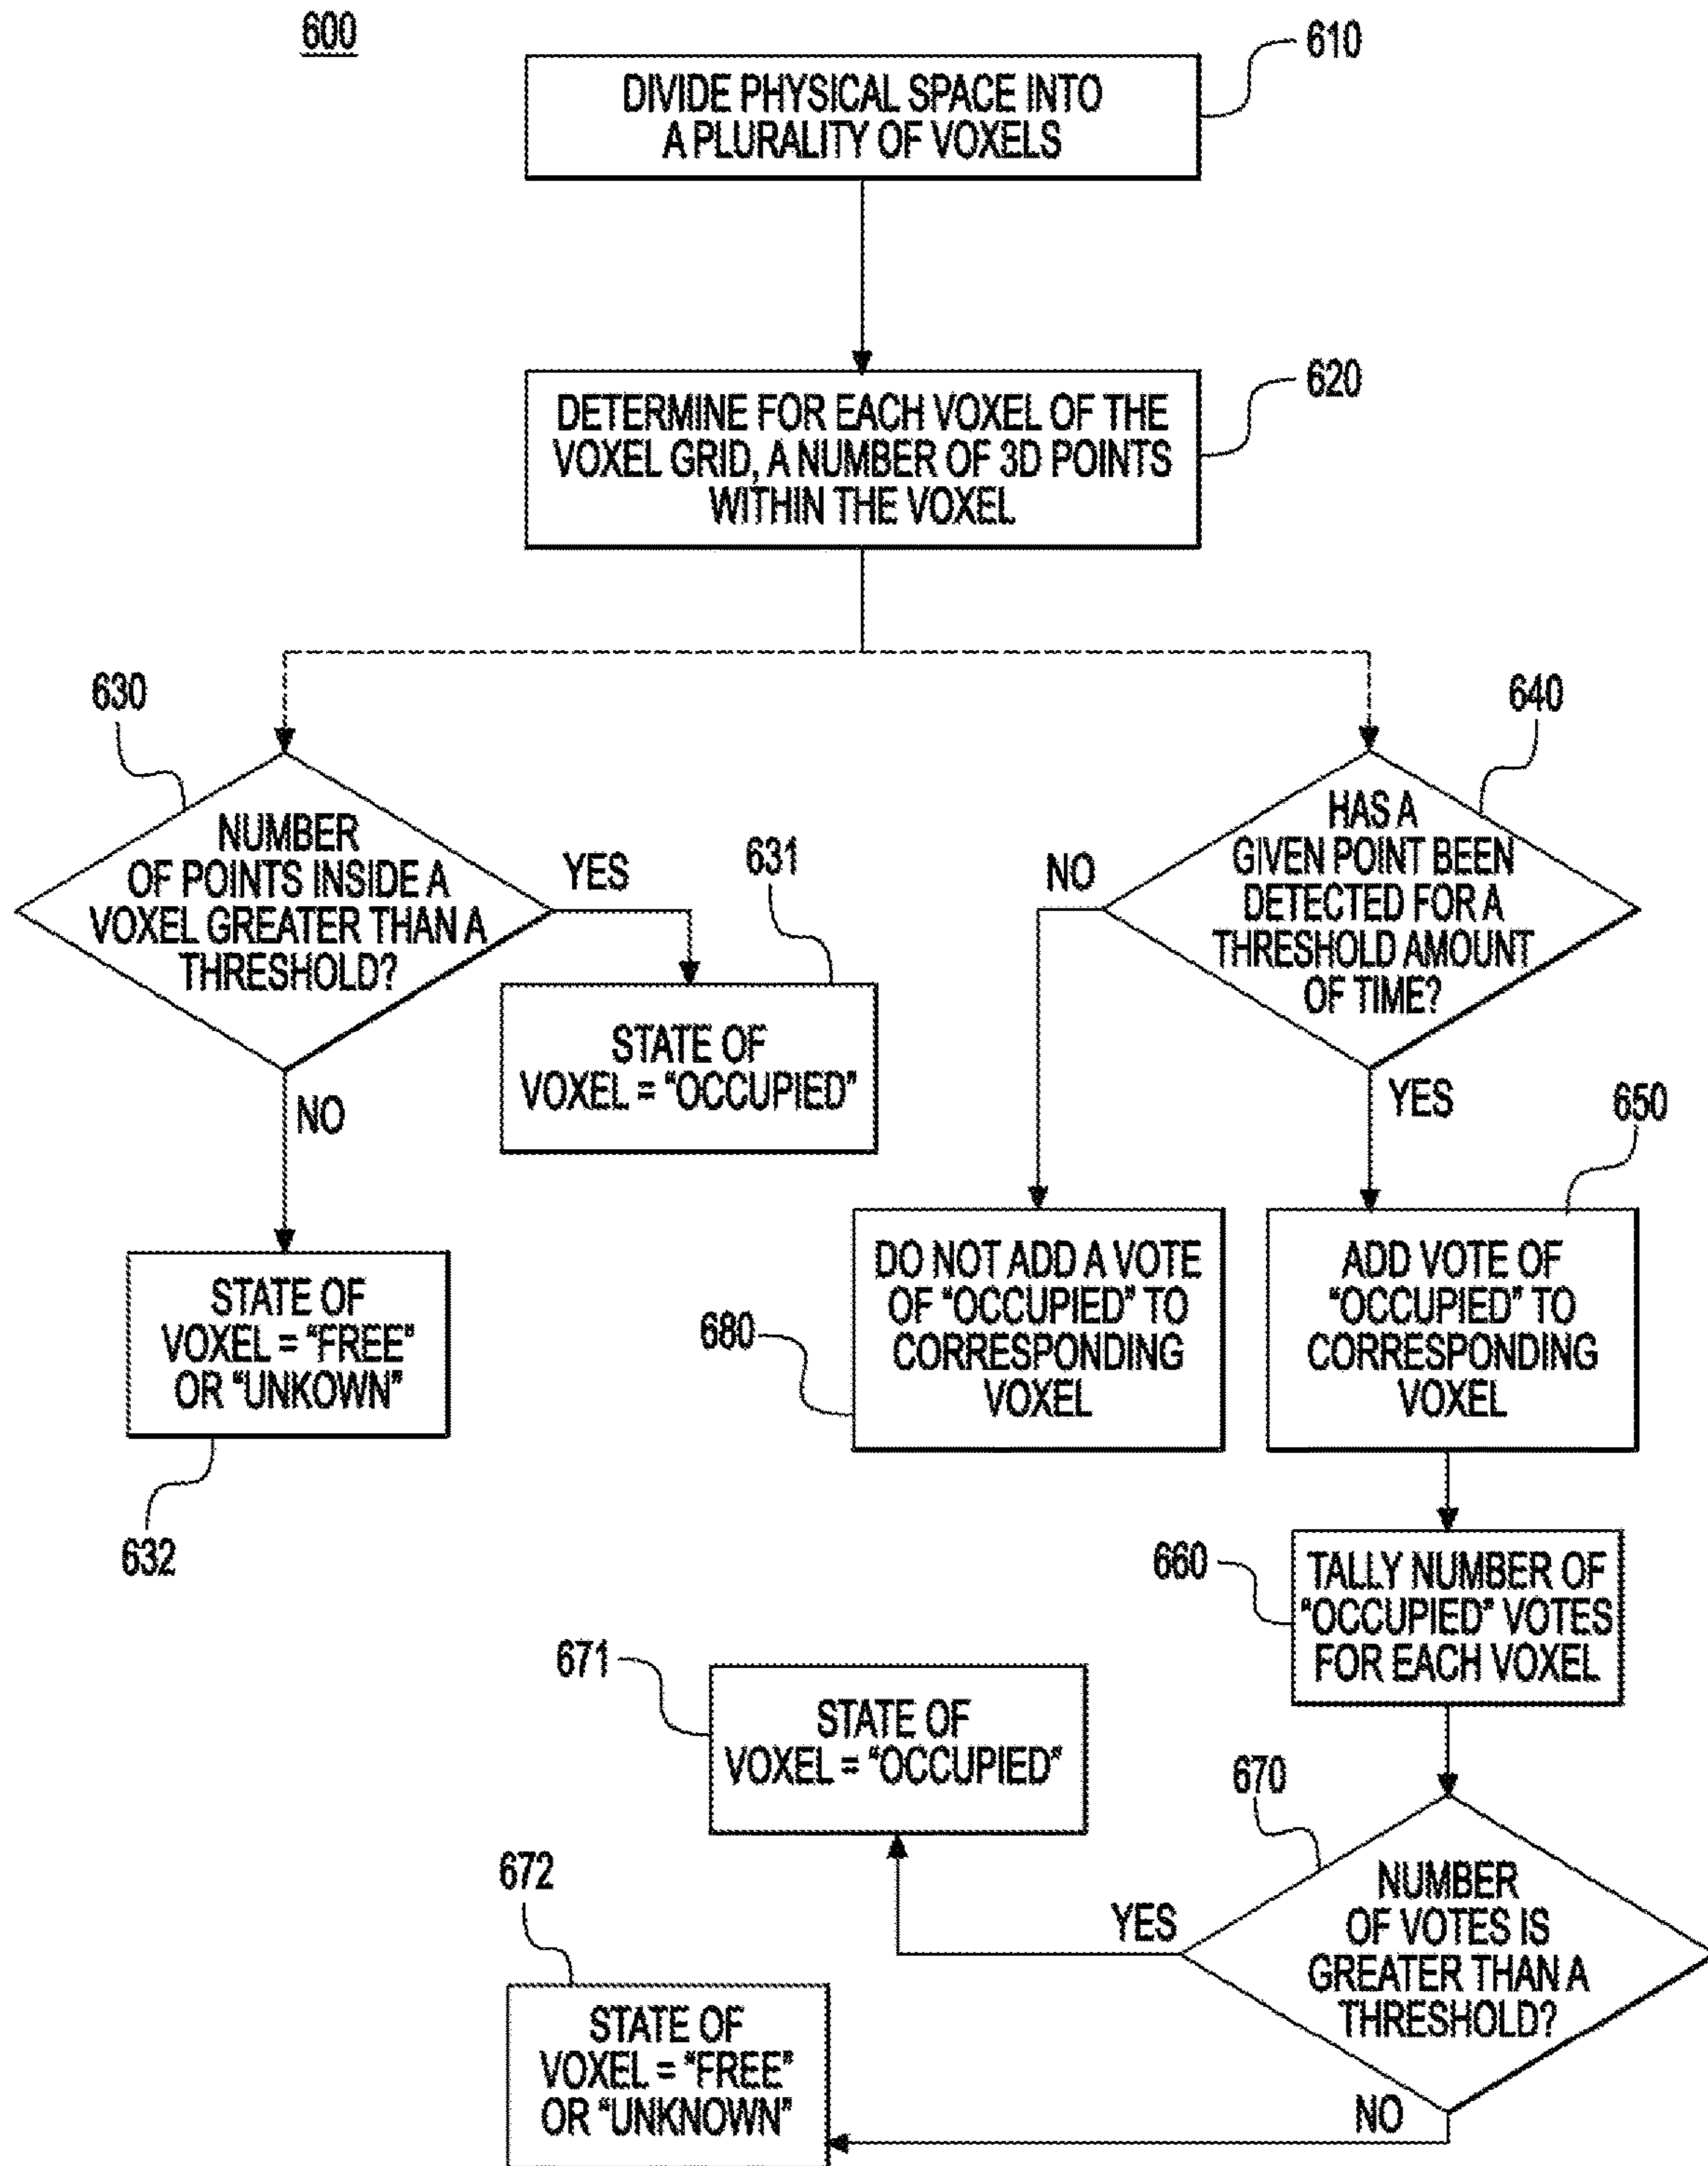 600
610
DIVIDE PHYSICAL SPACE INTO
A PLURALITY OF VOXELS
620
DETERMINE FOR EACH VOXEL OF THE
VOXEL GRID, A NUMBER OF 3D POINTS
WITHIN THE VOXEL
630
NUMBER
OF POINTS INSIDE A
VOXEL GREATER THAN A
THRESHOLD?
YES
631
STATE OF
VOXEL = “OCCUPIED”
NO
STATE OF
VOXEL = “FREE”
OR “UNKOWN”
632
640
HAS A
GIVEN POINT BEEN
DETECTED FOR A
THRESHOLD AMOUNT
OF TIME?
NO
YES
650
DO NOT ADD A VOTE
OF “OCCUPIED” TO
CORRESPONDING
VOXEL
680
ADD VOTE OF
“OCCUPIED” TO
CORRESPONDING
VOXEL
660
TALLY NUMBER OF
“OCCUPIED” VOTES
FOR EACH VOXEL
671
STATE OF
VOXEL = “OCCUPIED”
670
NUMBER
OF VOTES IS
GREATER THAN A
THRESHOLD?
YES
672
STATE OF
VOXEL = “FREE”
OR “UNKNOWN”
NO